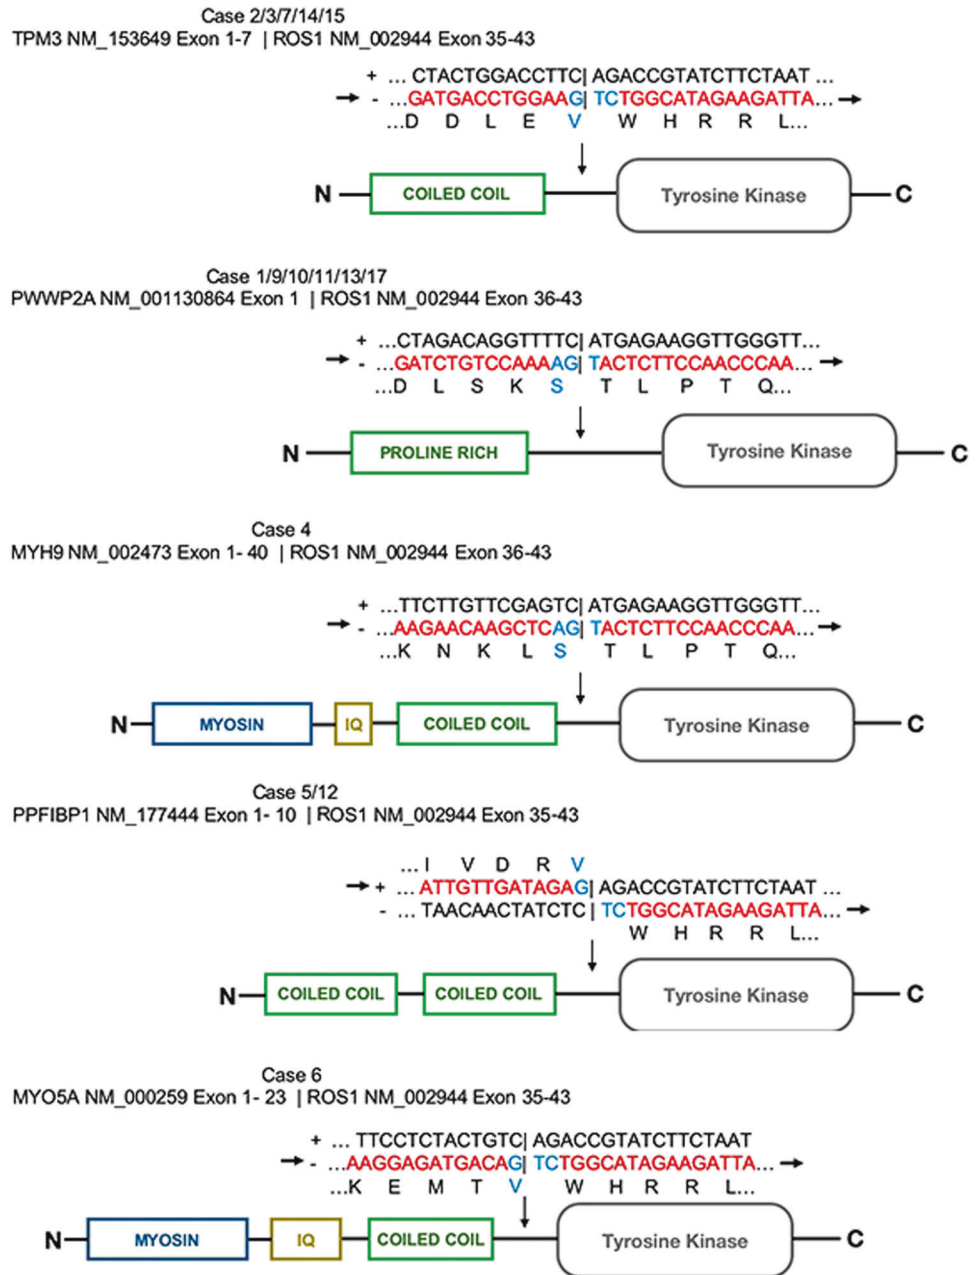 Case 2/3/7/14/15
TPM3 NM_153649 Exon 1-7 | ROS1 NM_002944 Exon 35-43
+ ... CTACTGGACCTTC| AGACCGTATCTTCTAAT ...
- ...GATGACCTGGAAG| TCTGGCATAGAAGATTA...
...D D L E V W H R R L...
N COILED COIL Tyrosine Kinase C
Case 1/9/10/11/13/17
PWWP2A NM_001130864 Exon 1 | ROS1 NM_002944 Exon 36-43
+ ...CTAGACAGGTTTTC| ATGAGAAGGTTGGGTT...
- ...GATCTGTCCAAAAG| TACTCTTCCAACCCAA...
...D L S K S T L P T Q...
N PROLINE RICH Tyrosine Kinase C
Case 4
MYH9 NM_002473 Exon 1- 40 | ROS1 NM_002944 Exon 36-43
+ ...TTCTTGTTCGAGTC| ATGAGAAGGTTGGGTT...
- ...AAGAACAAGCTCAG| TACTCTTCCAACCCAA...
...K N K L S T L P T Q...
N MYOSIN IQ COILED COIL Tyrosine Kinase C
Case 5/12
PPFIBP1 NM_177444 Exon 1- 10 | ROS1 NM_002944 Exon 35-43
... I V D R V
+ ... ATTGTTGATAGAG| AGACCGTATCTTCTAAT ...
- ... TAACAACTATCTC | TCTGGCATAGAAGATTA...
W H R R L...
N COILED COIL COILED COIL Tyrosine Kinase C
Case 6
MYO5A NM_000259 Exon 1- 23 | ROS1 NM_002944 Exon 35-43
+ ... TTCCTCTACTGTC| AGACCGTATCTTCTAAT
- ...AAGGAGATGACAG| TCTGGCATAGAAGATTA...
...K E M T V W H R R L...
N MYOSIN IQ COILED COIL Tyrosine Kinase C